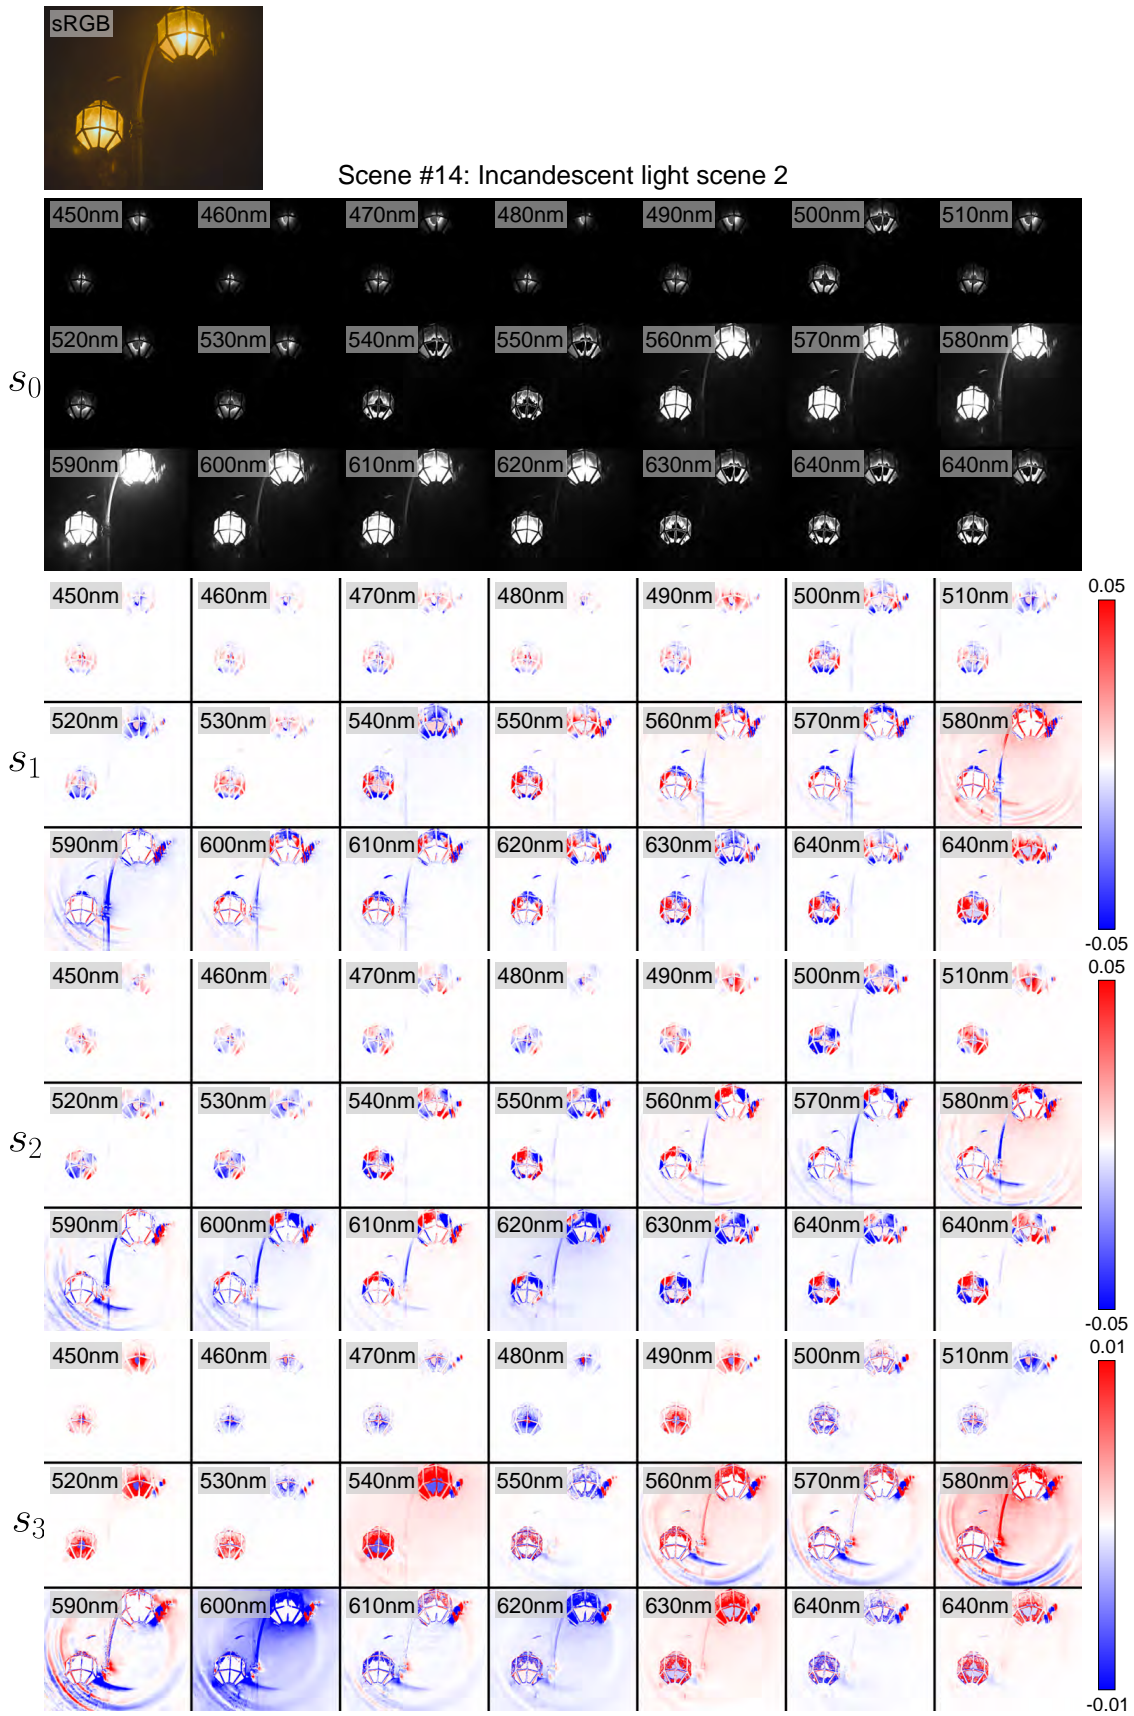 sRGB
Scene #14: Incandescent light scene 2
450nm 460nm 470nm 480nm 490nm 500nm 510nm
520nm 530nm 540nm 550nm 560nm 570nm 580nm
s0
590nm 600nm 610nm 620nm 630nm 640nm 640nm
450nm 460nm 470nm 480nm 490nm 500nm 510nm 0.05
520nm 530nm 540nm 550nm 560nm 570nm 580nm
s1
590nm 600nm 610nm 620nm 630nm 640nm 640nm
-0.05
450nm 460nm 470nm 480nm 490nm 500nm 510nm 0.05
520nm 530nm 540nm 550nm 560nm 570nm 580nm
s2
590nm 600nm 610nm 620nm 630nm 640nm 640nm
-0.05
450nm 460nm 470nm 480nm 490nm 500nm 510nm 0.01
520nm 530nm 540nm 550nm 560nm 570nm 580nm
s3
590nm 600nm 610nm 620nm 630nm 640nm 640nm
-0.01